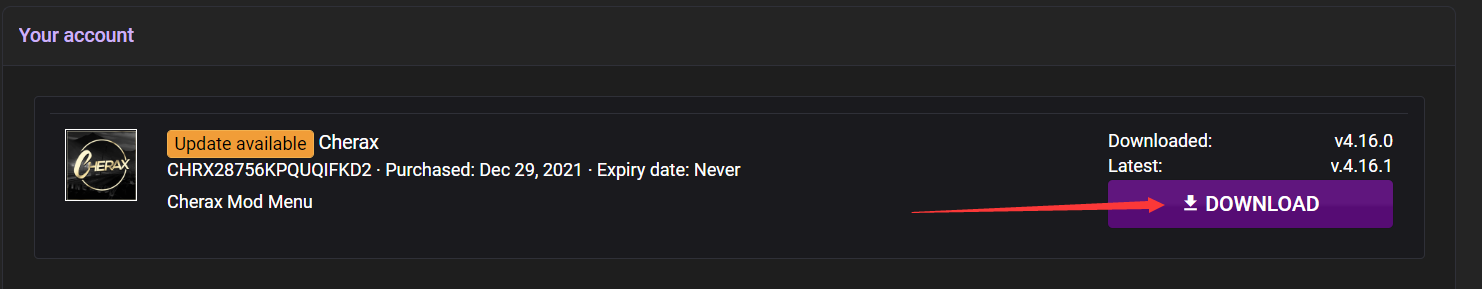 Your account
CHERAX
Update available Cherax
CHRX28756KPQUQIFKD2 · Purchased: Dec 29, 2021 · Expiry date: Never
Cherax Mod Menu
Downloaded: v4.16.0
Latest: v.4.16.1
DOWNLOAD